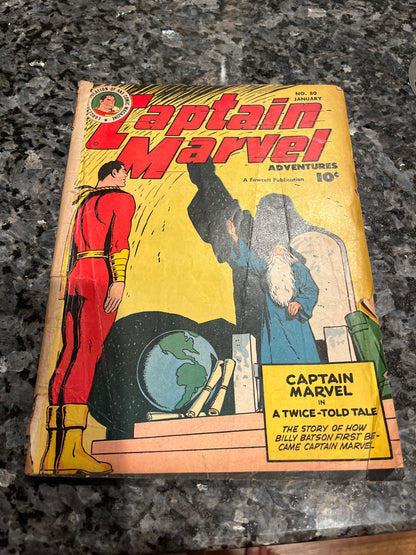 NO. 80
JANUARY
Captain
Marvel
ADVENTURES
A Fawcett Publication
10¢
CAPTAIN
MARVEL
IN
A TWICE-TOLD TALE
THE STORY OF HOW
BILLY BATSON FIRST BE-
CAME CAPTAIN MARVEL